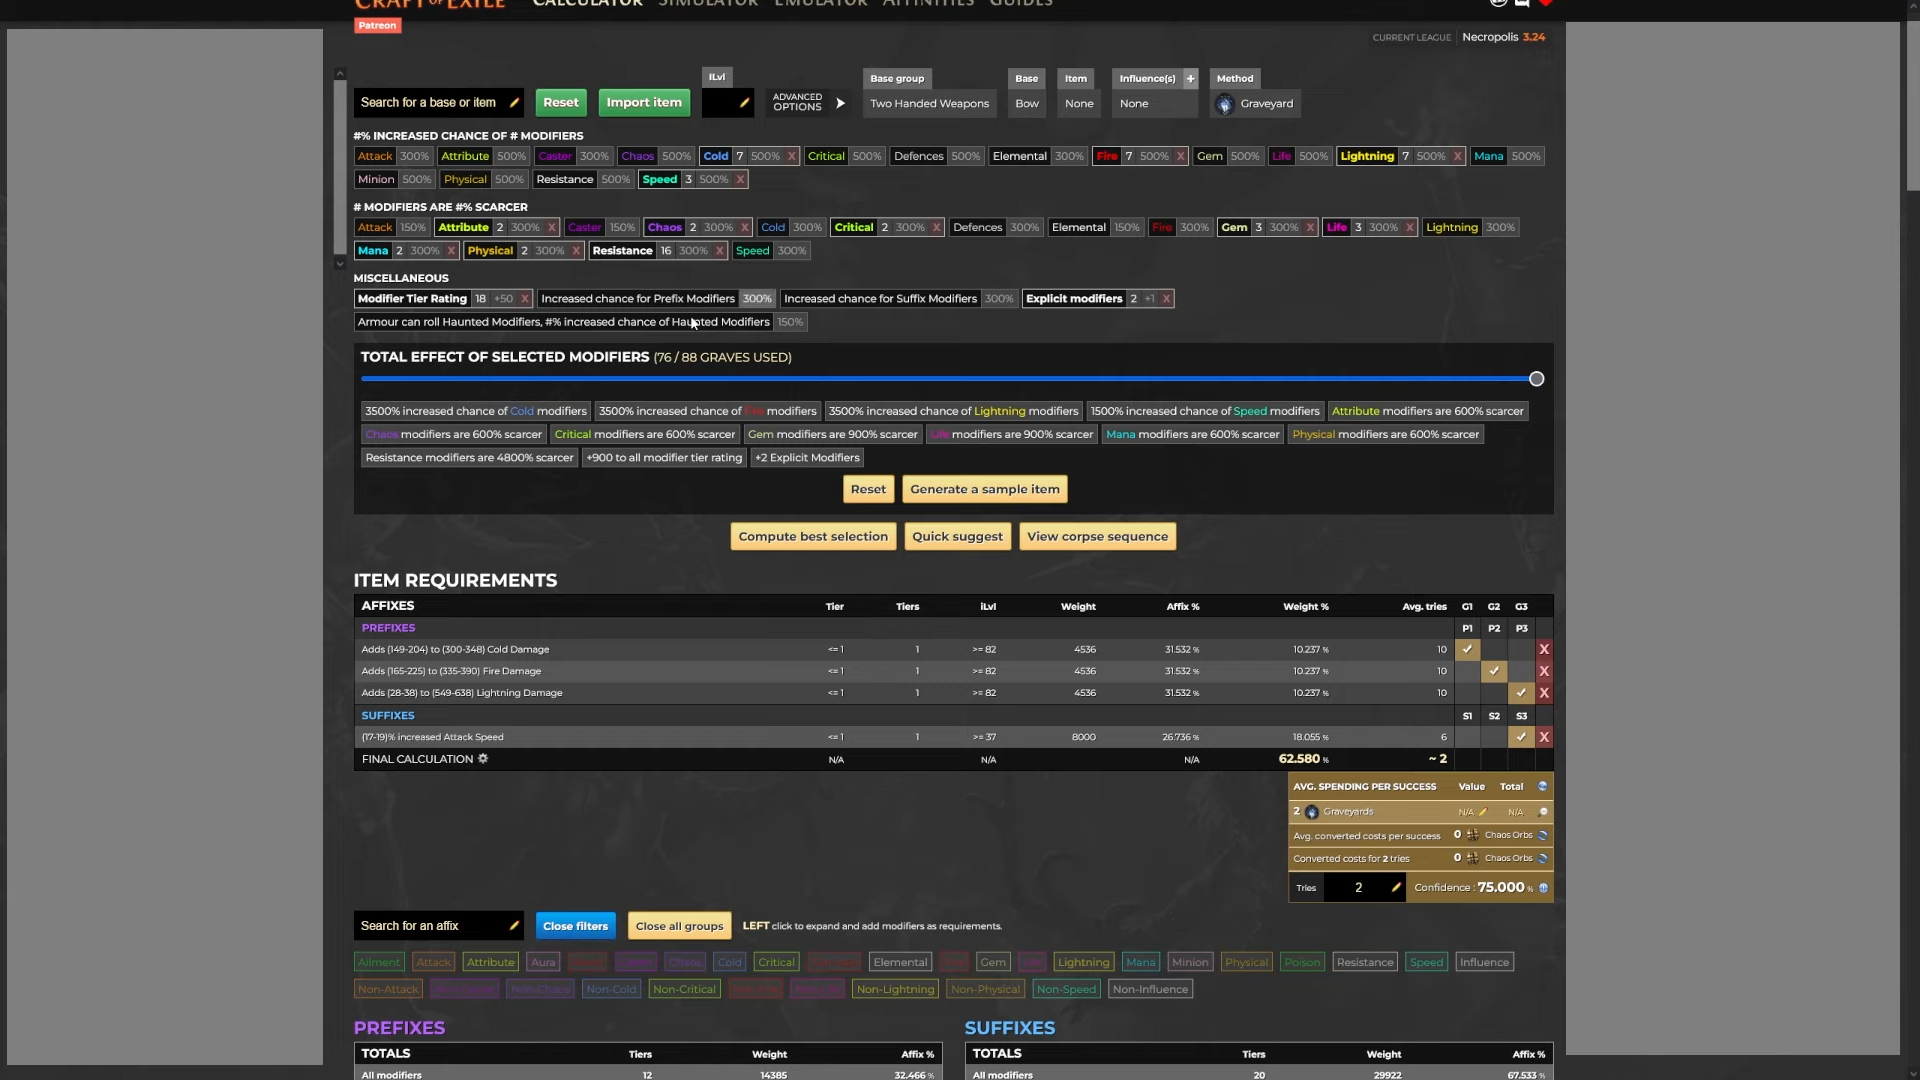 CRAFT OF EXILE CALCULATOR SIMULATOR EMULATOR AFFINITIES GUIDES
Patreon
CURRENT LEAGUE Necropolis 3.24
iLvl
Base group Base Item Influence(s) + Method
Search for a base or item Reset Import item ADVANCED OPTIONS Two Handed Weapons Bow None None Graveyard
#% INCREASED CHANCE OF # MODIFIERS
Attack 300% Attribute 500% Caster 300% Chaos 500% Cold 7 500% X Critical 500% Defences 500% Elemental 300% Fire 7 500% X Gem 500% Life 500% Lightning 7 500% X Mana 500%
Minion 500% Physical 500% Resistance 500% Speed 3 500% X
# MODIFIERS ARE #% SCARCER
Attack 150% Attribute 2 300% X Caster 150% Chaos 2 300% X Cold 300% Critical 2 300% X Defences 300% Elemental 150% Fire 300% Gem 3 300% X Life 3 300% X Lightning 300%
Mana 2 300% X Physical 2 300% X Resistance 16 300% X Speed 300%
MISCELLANEOUS
Modifier Tier Rating 18 +50 X Increased chance for Prefix Modifiers 300% Increased chance for Suffix Modifiers 300% Explicit modifiers 2 +1 X
Armour can roll Haunted Modifiers, #% increased chance of Haunted Modifiers 150%
TOTAL EFFECT OF SELECTED MODIFIERS (76 / 88 GRAVES USED)
3500% increased chance of Cold modifiers 3500% increased chance of Fire modifiers 3500% increased chance of Lightning modifiers 1500% increased chance of Speed modifiers Attribute modifiers are 600% scarcer
Chaos modifiers are 600% scarcer Critical modifiers are 600% scarcer Gem modifiers are 900% scarcer Life modifiers are 900% scarcer Mana modifiers are 600% scarcer Physical modifiers are 600% scarcer
Resistance modifiers are 4800% scarcer +900 to all modifier tier rating +2 Explicit Modifiers
Reset Generate a sample item
Compute best selection Quick suggest View corpse sequence
ITEM REQUIREMENTS
AFFIXES Tier Tiers iLvl Weight Affix % Weight % Avg. tries G1 G2 G3
PREFIXES P1 P2 P3
Adds (149-204) to (300-348) Cold Damage <= 1 1 >= 82 4536 31.532 % 10.237 % 10 X
Adds (165-225) to (335-390) Fire Damage <= 1 1 >= 82 4536 31.532 % 10.237 % 10 X
Adds (28-38) to (549-638) Lightning Damage <= 1 1 >= 82 4536 31.532 % 10.237 % 10 X
SUFFIXES S1 S2 S3
(17-19)% increased Attack Speed <= 1 1 >= 37 8000 26.736 % 18.055 % 6 X
FINAL CALCULATION N/A N/A N/A 62.580 % ~ 2
AVG. SPENDING PER SUCCESS Value Total
2 Graveyards N/A N/A
Avg. converted costs per success 0 Chaos Orbs
Converted costs for 2 tries 0 Chaos Orbs
Tries 2 Confidence : 75.000 %
Search for an affix Close filters Close all groups LEFT click to expand and add modifiers as requirements.
Ailment Attack Attribute Aura Caster Chaos Cold Critical Elemental Gem Life Lightning Mana Minion Physical Poison Resistance Speed Influence
Non-Attack Non-Caster Non-Chaos Non-Cold Non-Critical Non-Fire Non-Life Non-Lightning Non-Physical Non-Speed Non-Influence
PREFIXES SUFFIXES
TOTALS Tiers Weight Affix % TOTALS Tiers Weight Affix %
All modifiers 12 14385 32.466 % All modifiers 20 29922 67.533 %